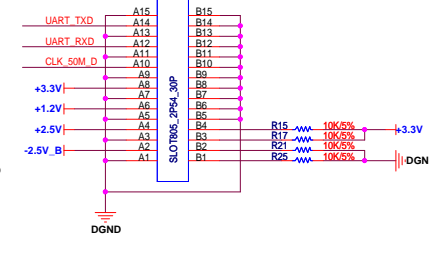 A15 B15
UART_TXD A14 B14
A13 B13
UART_RXD A12 B12
A11 B11
CLK_50M_D A10 B10
A9 B9
+3.3V A8 B8
A7 B7
+1.2V A6 B6
A5 B5
+2.5V A4 B4 R15 10K/5% +3.3V
A3 B3 R17 10K/5%
-2.5V_B A2 B2 R21 10K/5%
A1 B1 R25 10K/5% DGN
SLOT805_2P54_30P
DGND